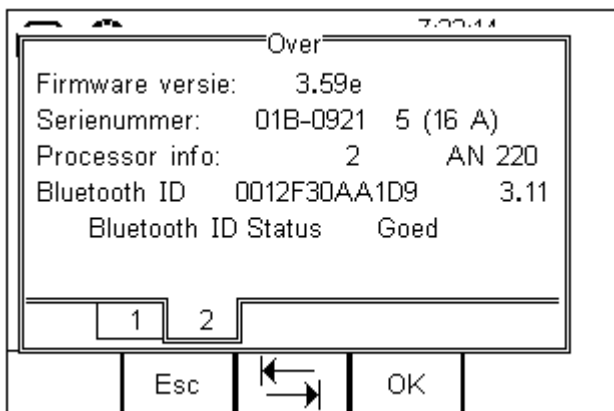 Over
Firmware versie: 3.59e
Serienummer: 01B-0921 5 (16 A)
Processor info: 2 AN 220
Bluetooth ID 0012F30AA1D9 3.11
Bluetooth ID Status Goed
1 2
Esc OK